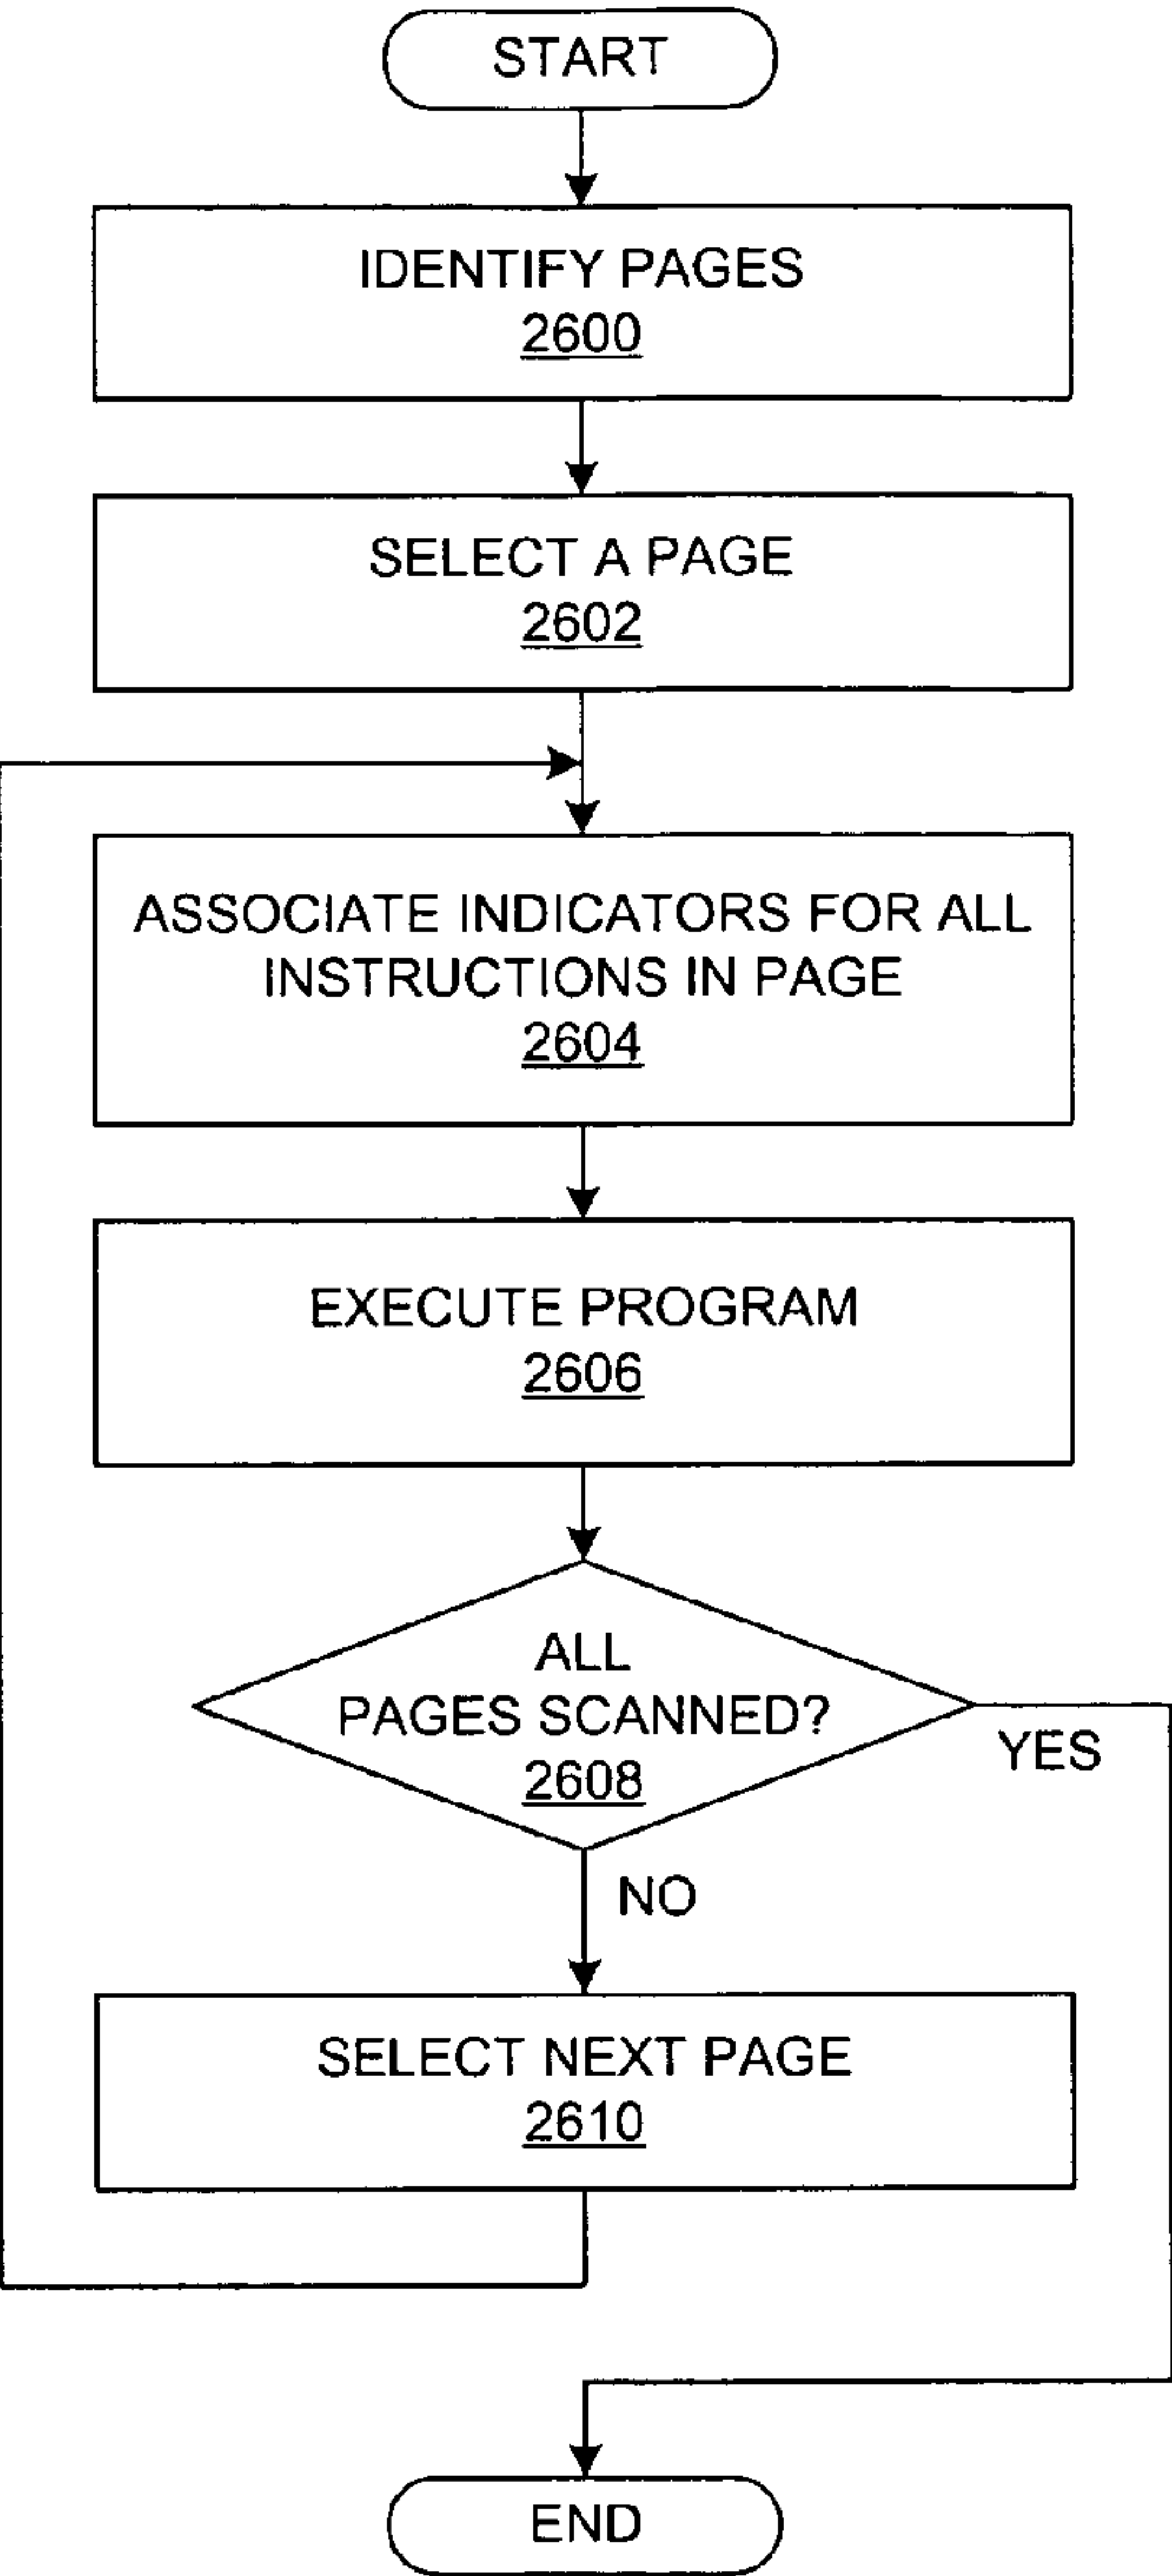 START
IDENTIFY PAGES
2600
SELECT A PAGE
2602
ASSOCIATE INDICATORS FOR ALL
INSTRUCTIONS IN PAGE
2604
EXECUTE PROGRAM
2606
ALL
PAGES SCANNED?
2608
YES
NO
SELECT NEXT PAGE
2610
END